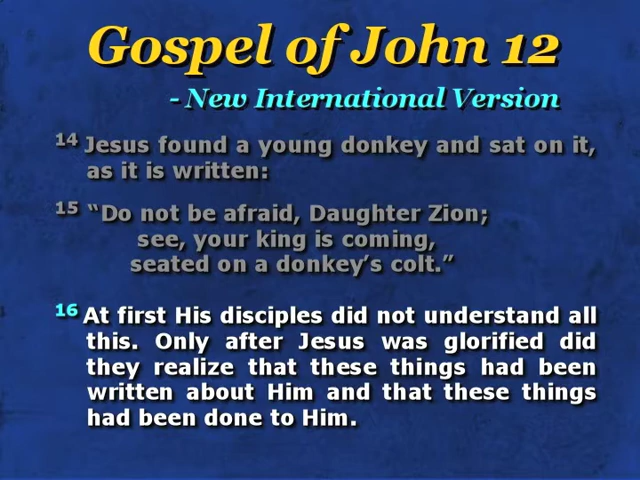 Gospel of John 12
- New International Version
14 Jesus found a young donkey and sat on it,
as it is written:
15 “Do not be afraid, Daughter Zion;
see, your king is coming,
seated on a donkey’s colt.”
16 At first His disciples did not understand all
this. Only after Jesus was glorified did
they realize that these things had been
written about Him and that these things
had been done to Him.